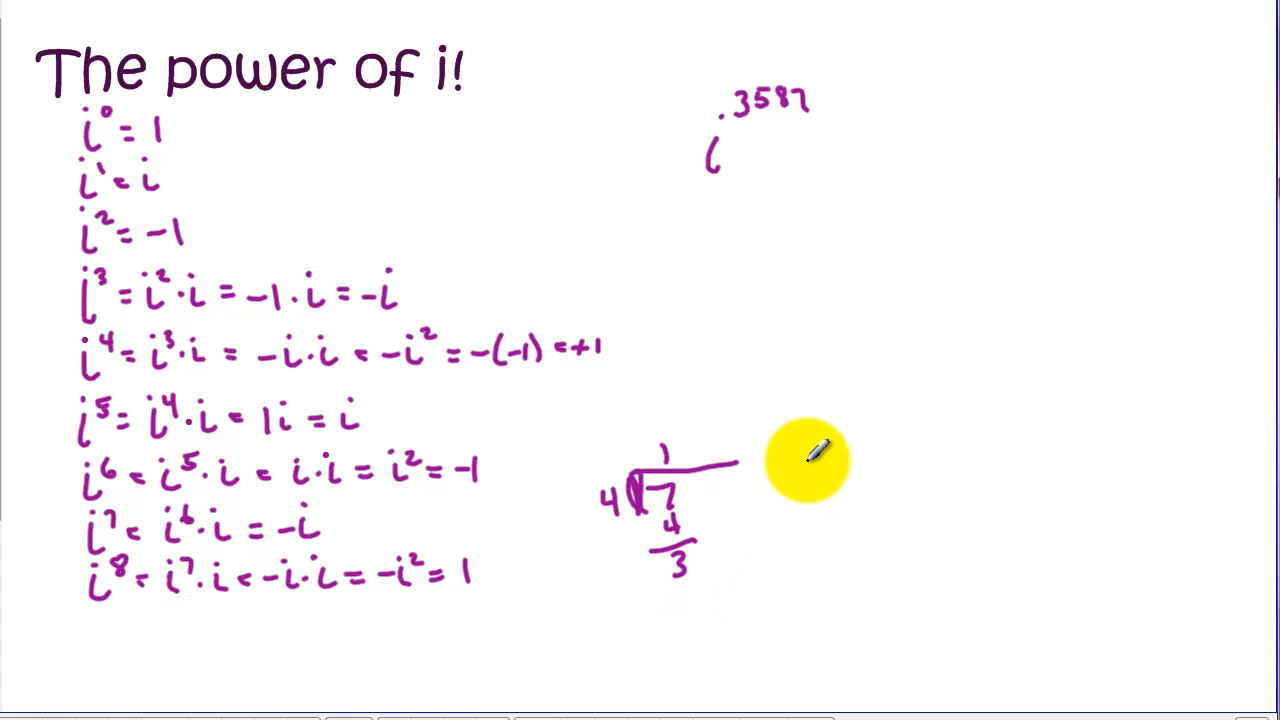 The power of i!
i⁰ = 1
i¹ = i
i² = -1
i³ = i² · i = -1 · i = -i
i⁴ = i³ · i = -i · i = -i² = -(-1) = +1
i⁵ = i⁴ · i = 1i = i
i⁶ = i⁵ · i = i · i = i² = -1
i⁷ = i⁶ · i = -i
i⁸ = i⁷ · i = -i · i = -i² = 1
i³⁵⁸⁷
1
4 7
4
3